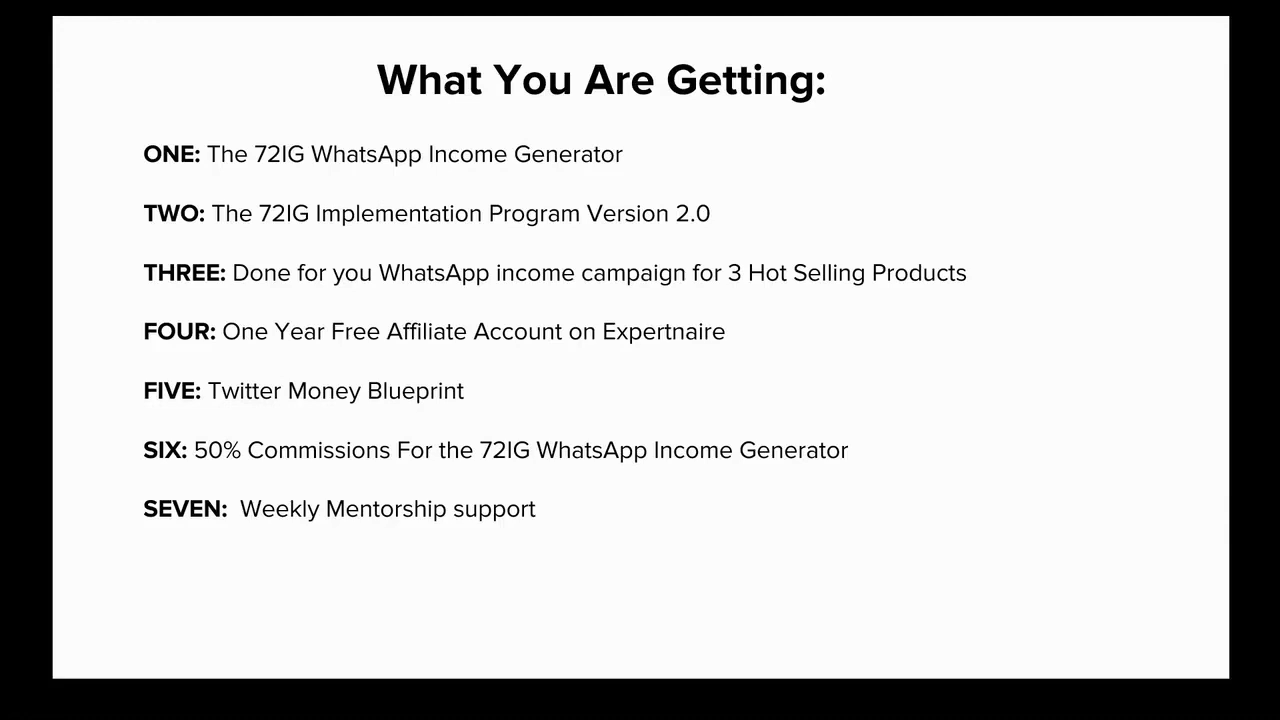 What You Are Getting:
ONE: The 72IG WhatsApp Income Generator
TWO: The 72IG Implementation Program Version 2.0
THREE: Done for you WhatsApp income campaign for 3 Hot Selling Products
FOUR: One Year Free Affiliate Account on Expertnaire
FIVE: Twitter Money Blueprint
SIX: 50% Commissions For the 72IG WhatsApp Income Generator
SEVEN:  Weekly Mentorship support